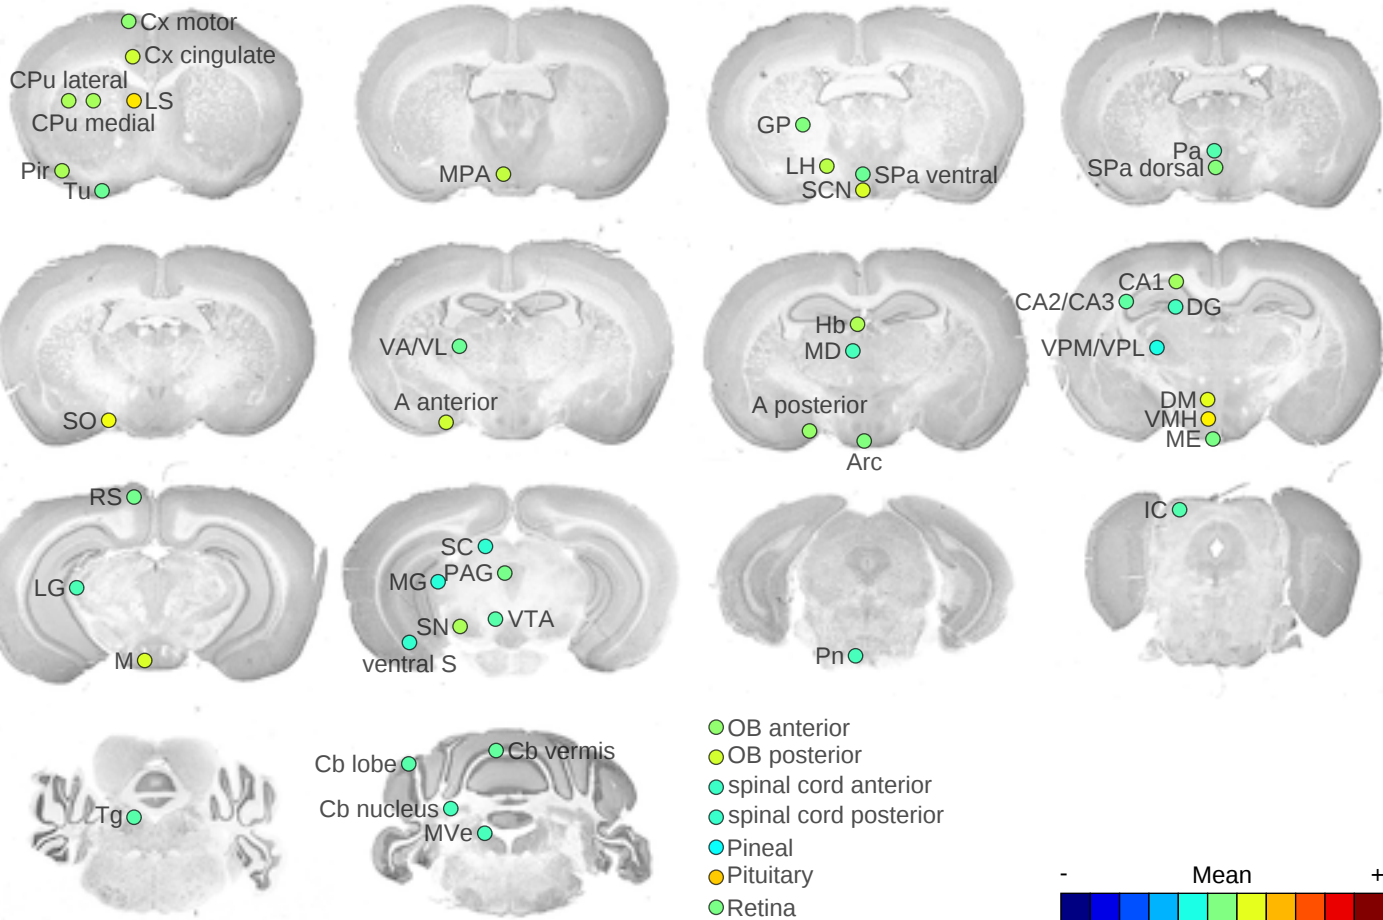 Cx motor
Cx cingulate
CPu lateral
LS
CPu medial
Pir
Tu
MPA
GP
LH
SPa ventral
SCN
Pa
SPa dorsal
SO
VA/VL
A anterior
Hb
MD
A posterior
Arc
CA1
CA2/CA3
DG
VPM/VPL
DM
VMH
ME
RS
LG
M
SC
MG
PAG
SN
VTA
ventral S
Pn
IC
Tg
Cb lobe
Cb vermis
Cb nucleus
MVe
OB anterior
OB posterior
spinal cord anterior
spinal cord posterior
Pineal
Pituitary
Retina
- Mean +